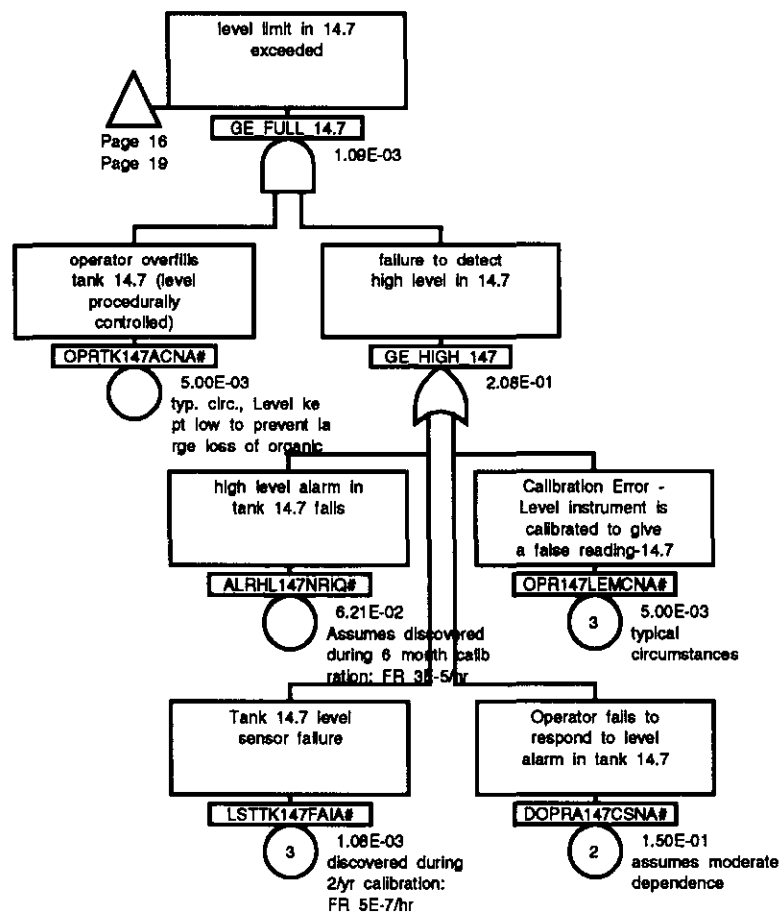 level limit in 14.7
exceeded
GE_FULL_14.7
Page 16
Page 19
1.09E-03
operator overfills
tank 14.7 (level
procedurally
controlled)
OPRTK147ACNA#
5.00E-03
typ. circ., Level ke
pt low to prevent la
rge loss of organic
failure to detect
high level in 14.7
GE_HIGH_147
2.08E-01
high level alarm in
tank 14.7 fails
ALRHL147NRIQ#
6.21E-02
Assumes discovered
during 6 month calib
ration: FR 3E-5/hr
Calibration Error -
Level instrument is
calibrated to give
a false reading-14.7
OPR147LEMCNA#
3
5.00E-03
typical
circumstances
Tank 14.7 level
sensor failure
LSTTK147FAIA#
3
1.08E-03
discovered during
2/yr calibration:
FR 5E-7/hr
Operator fails to
respond to level
alarm in tank 14.7
DOPRA147CSNA#
2
1.50E-01
assumes moderate
dependence